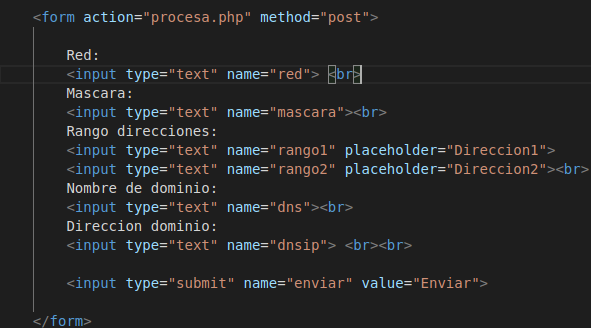 <form action="procesa.php" method="post">
Red:
<input type="text" name="red"> <br>
Mascara:
<input type="text" name="mascara"><br>
Rango direcciones:
<input type="text" name="rango1" placeholder="Direccion1">
<input type="text" name="rango2" placeholder="Direccion2"><br>
Nombre de dominio:
<input type="text" name="dns"><br>
Direccion dominio:
<input type="text" name="dnsip"> <br><br>
<input type="submit" name="enviar" value="Enviar">
</form>